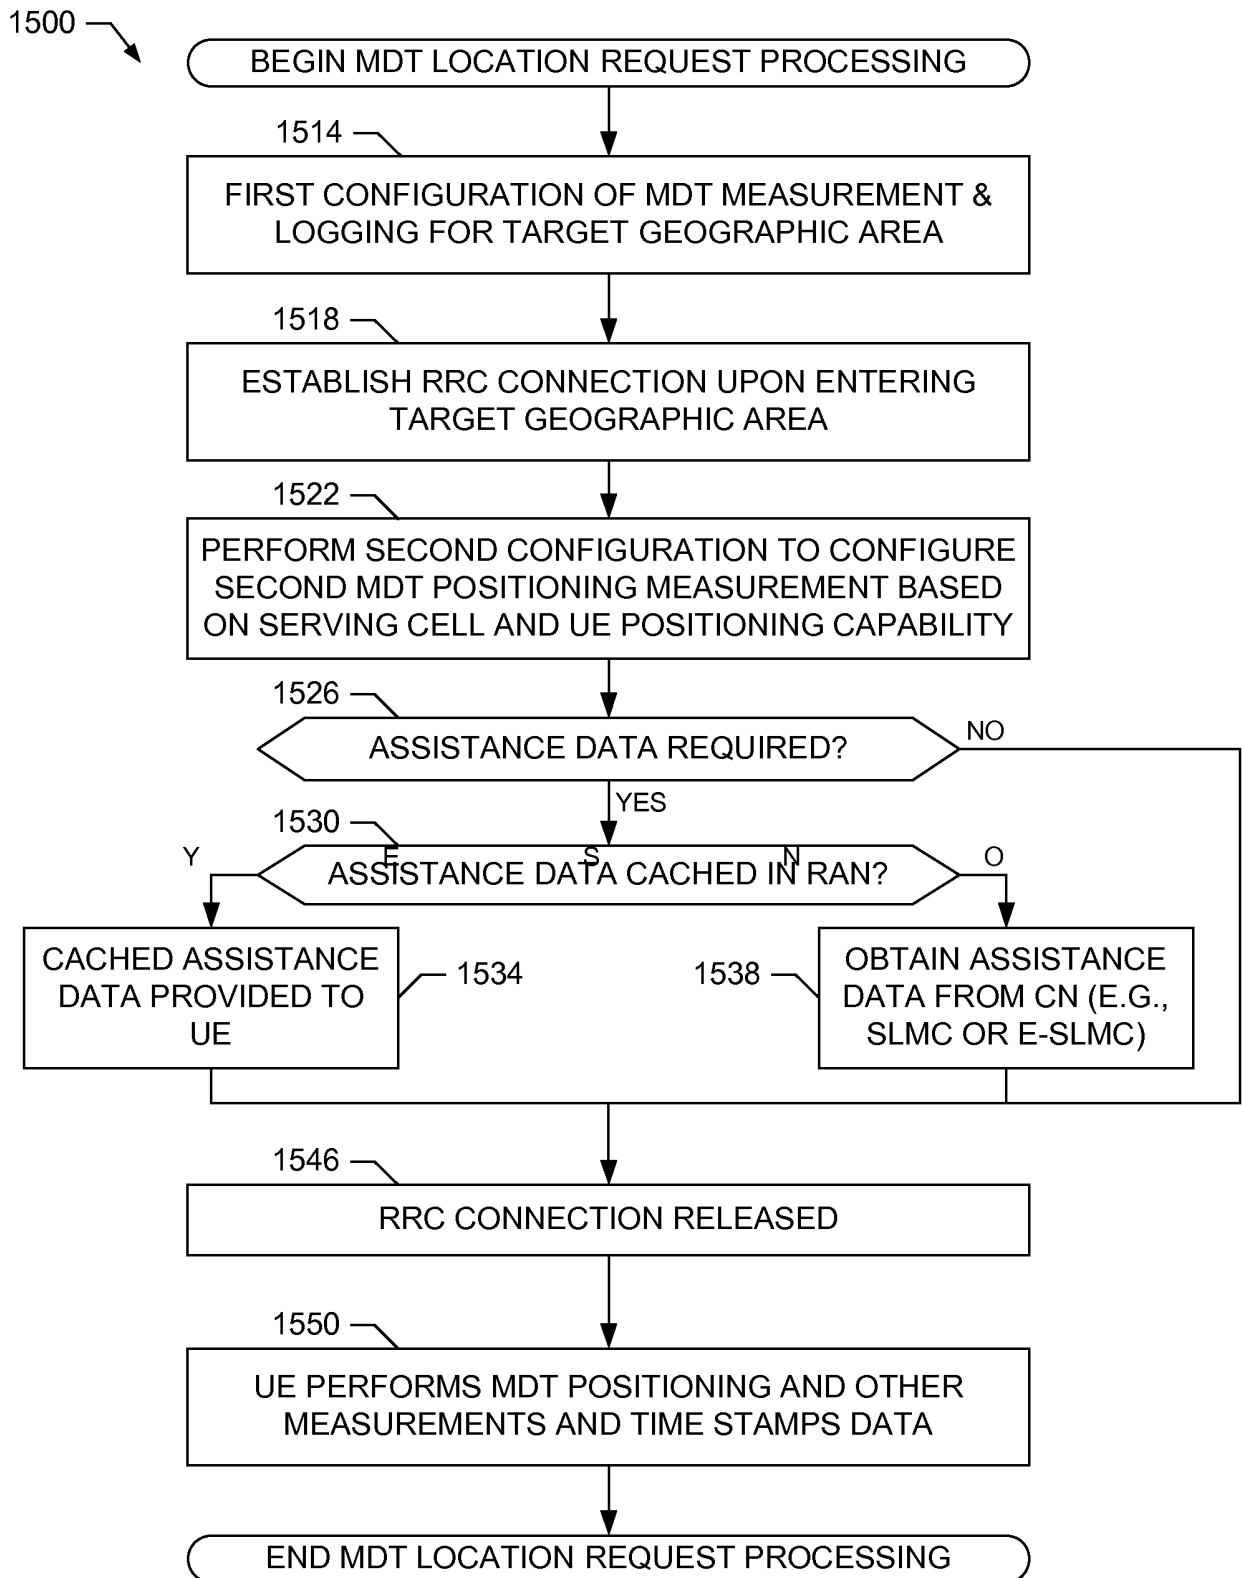 1500
BEGIN MDT LOCATION REQUEST PROCESSING
1514
FIRST CONFIGURATION OF MDT MEASUREMENT &
LOGGING FOR TARGET GEOGRAPHIC AREA
1518
ESTABLISH RRC CONNECTION UPON ENTERING
TARGET GEOGRAPHIC AREA
1522
PERFORM SECOND CONFIGURATION TO CONFIGURE
SECOND MDT POSITIONING MEASUREMENT BASED
ON SERVING CELL AND UE POSITIONING CAPABILITY
1526
ASSISTANCE DATA REQUIRED?
NO
YES
1530
Y E S N O
ASSISTANCE DATA CACHED IN RAN?
CACHED ASSISTANCE
DATA PROVIDED TO
UE
1534
1538
OBTAIN ASSISTANCE
DATA FROM CN (E.G.,
SLMC OR E-SLMC)
1546
RRC CONNECTION RELEASED
1550
UE PERFORMS MDT POSITIONING AND OTHER
MEASUREMENTS AND TIME STAMPS DATA
END MDT LOCATION REQUEST PROCESSING